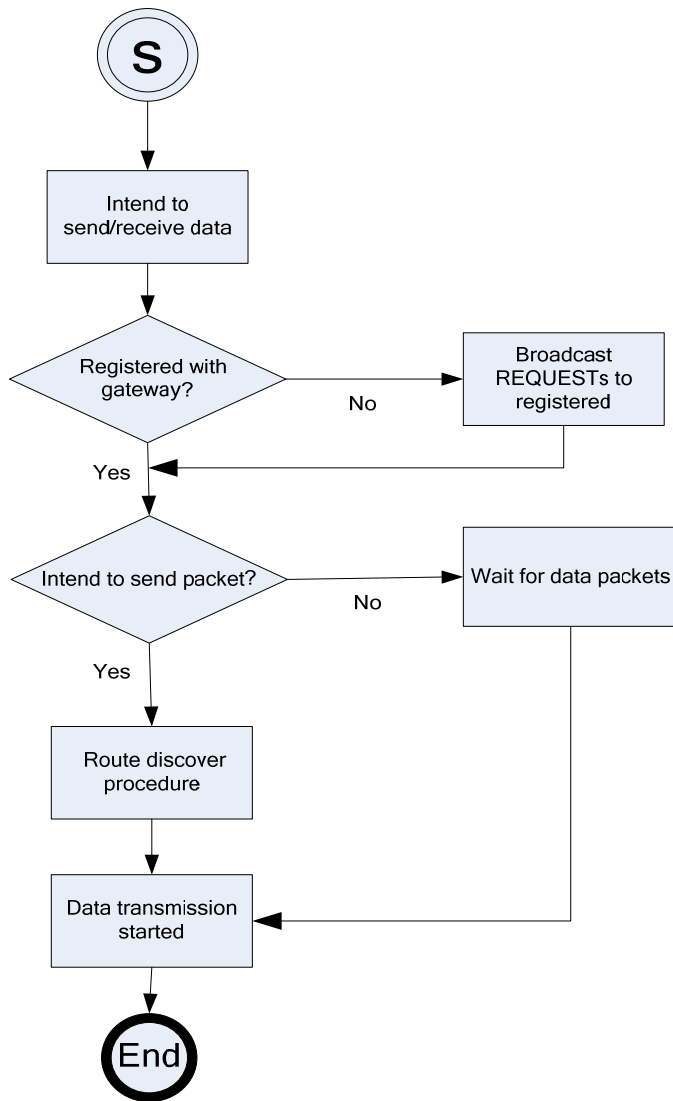 S
Intend to
send/receive data
Registered with
gateway?
No
Broadcast
REQUESTs to
registered
Yes
Intend to send packet?
No
Wait for data packets
Yes
Route discover
procedure
Data transmission
started
End